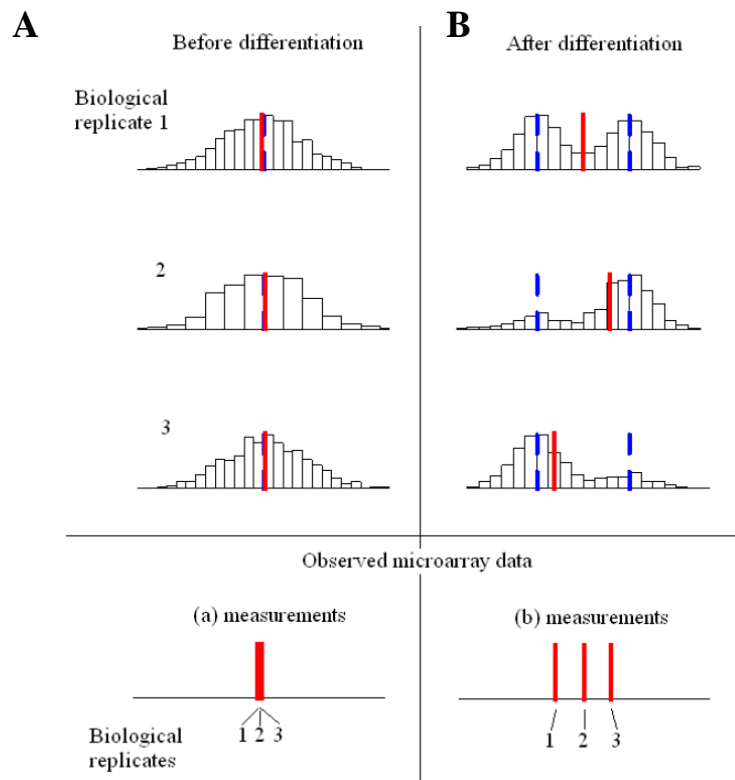 A
B
Before differentiation
After differentiation
Biological
replicate 1
2
3
Observed microarray data
(a) measurements
(b) measurements
1 2 3
1 2 3
Biological
replicates